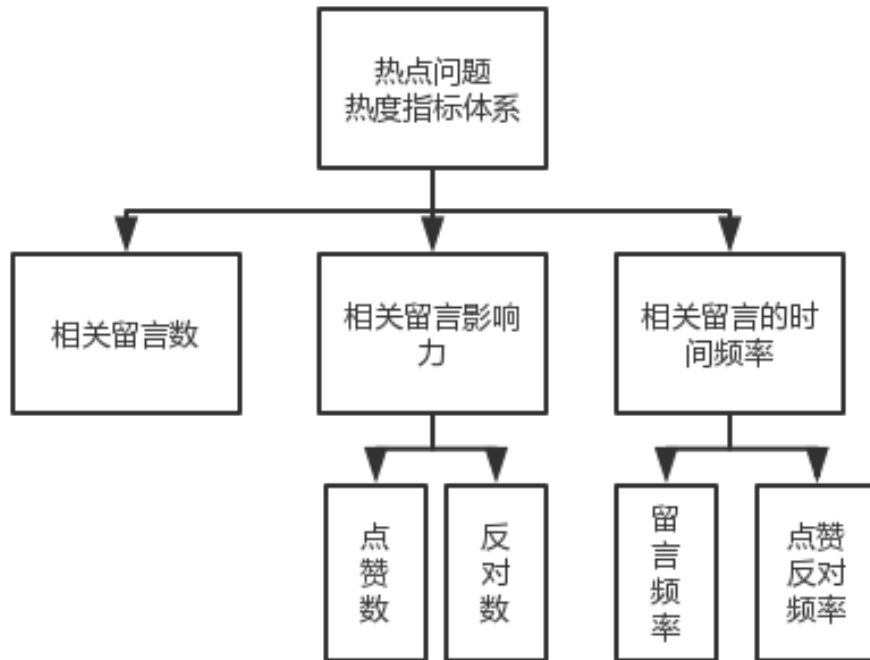 热点问题
热度指标体系
相关留言数
相关留言影响
力
相关留言的时
间频率
点
赞
数
反
对
数
留
言
频
率
点赞
反对
频率